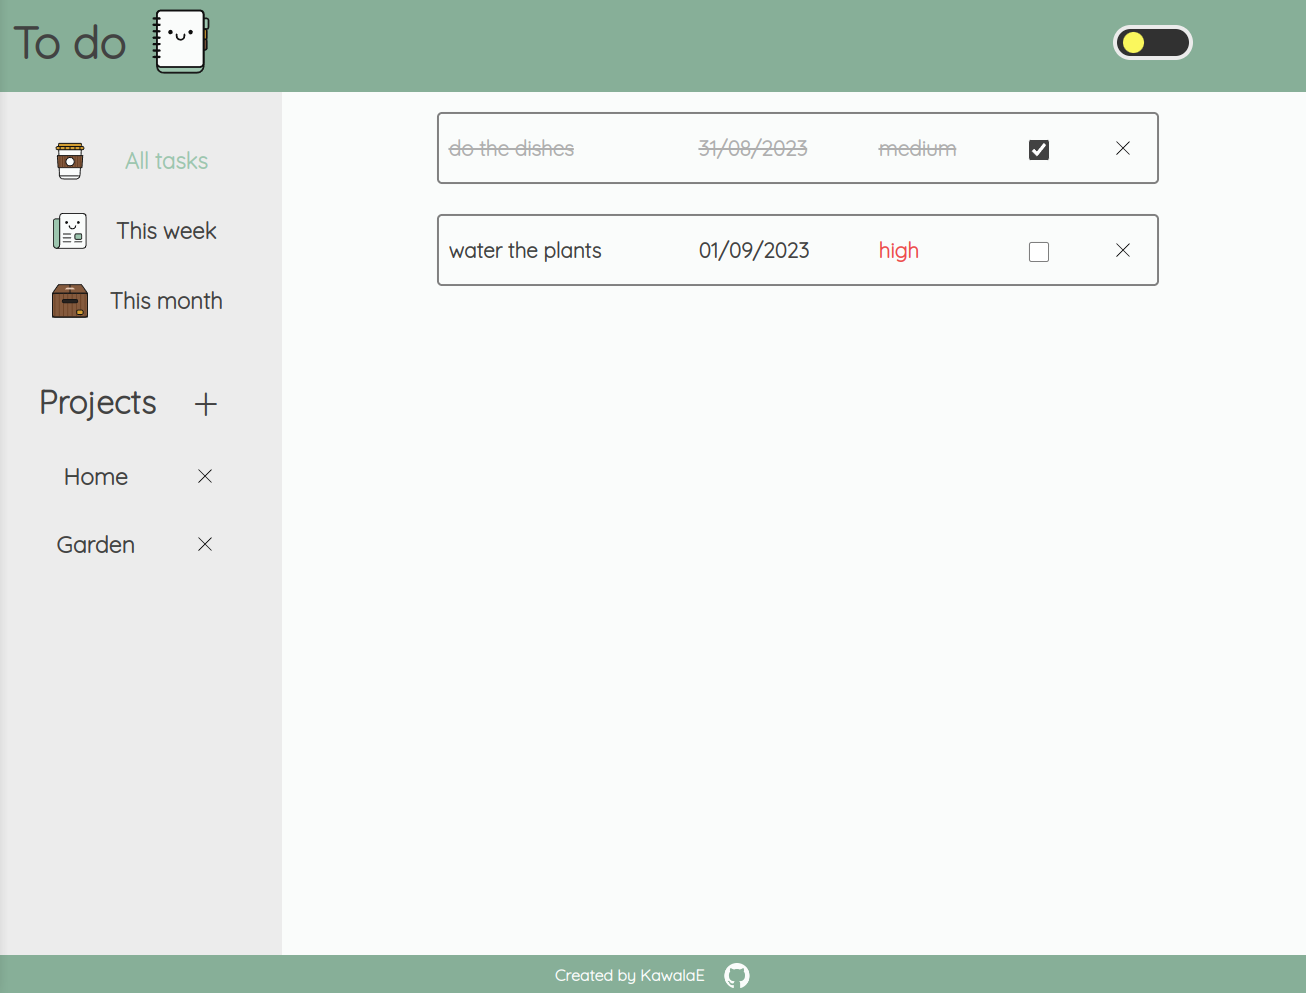 To do
All tasks
This week
This month
Projects
Home
Garden
do the dishes 31/08/2023 medium
water the plants 01/09/2023 high
Created by KawalaE